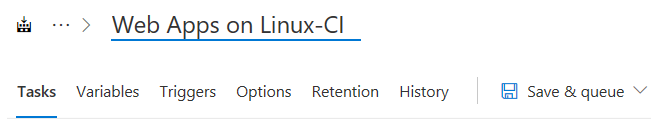 ··· > Web Apps on Linux-CI
Tasks Variables Triggers Options Retention History Save & queue